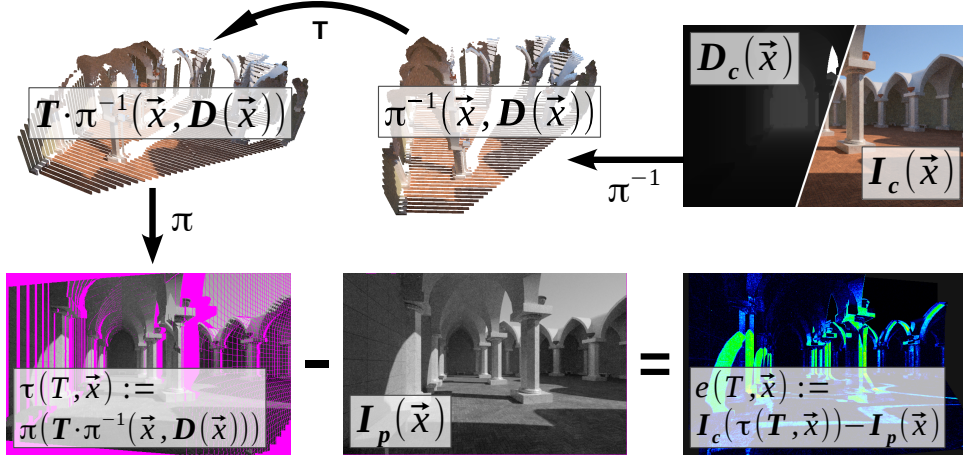 T
D_c(x⃗)
T·π⁻¹(x⃗, D(x⃗))
π⁻¹(x⃗, D(x⃗))
I_c(x⃗)
π⁻¹
π
τ(T, x⃗) :=
π(T·π⁻¹(x⃗, D(x⃗)))
−
I_p(x⃗)
=
e(T, x⃗) :=
I_c(τ(T, x⃗))−I_p(x⃗)